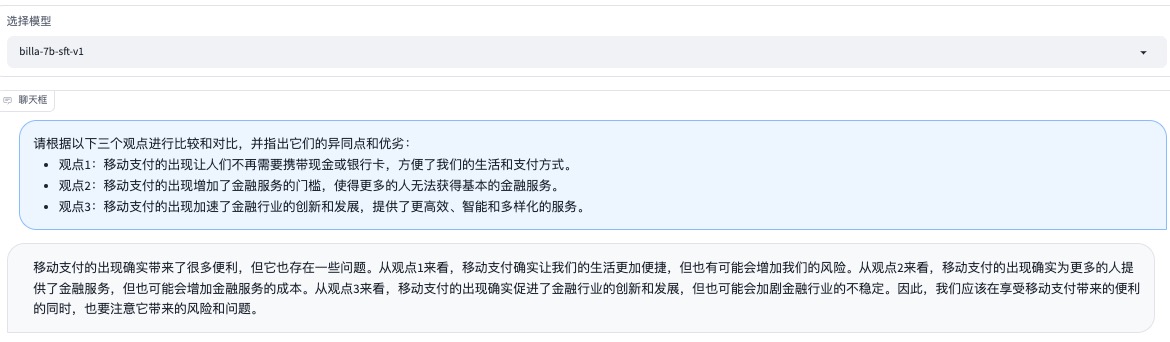 选择模型
billa-7b-sft-v1
聊天框
请根据以下三个观点进行比较和对比，并指出它们的异同点和优劣：
• 观点1：移动支付的出现让人们不再需要携带现金或银行卡，方便了我们的生活和支付方式。
• 观点2：移动支付的出现增加了金融服务的门槛，使得更多的人无法获得基本的金融服务。
• 观点3：移动支付的出现加速了金融行业的创新和发展，提供了更高效、智能和多样化的服务。
移动支付的出现确实带来了很多便利，但它也存在一些问题。从观点1来看，移动支付确实让我们的生活更加便捷，但也有可能会增加我们的风险。从观点2来看，移动支付的出现确实为更多的人提
供了金融服务，但也可能会增加金融服务的成本。从观点3来看，移动支付的出现确实促进了金融行业的创新和发展，但也可能会加剧金融行业的不稳定。因此，我们应该在享受移动支付带来的便利
的同时，也要注意它带来的风险和问题。